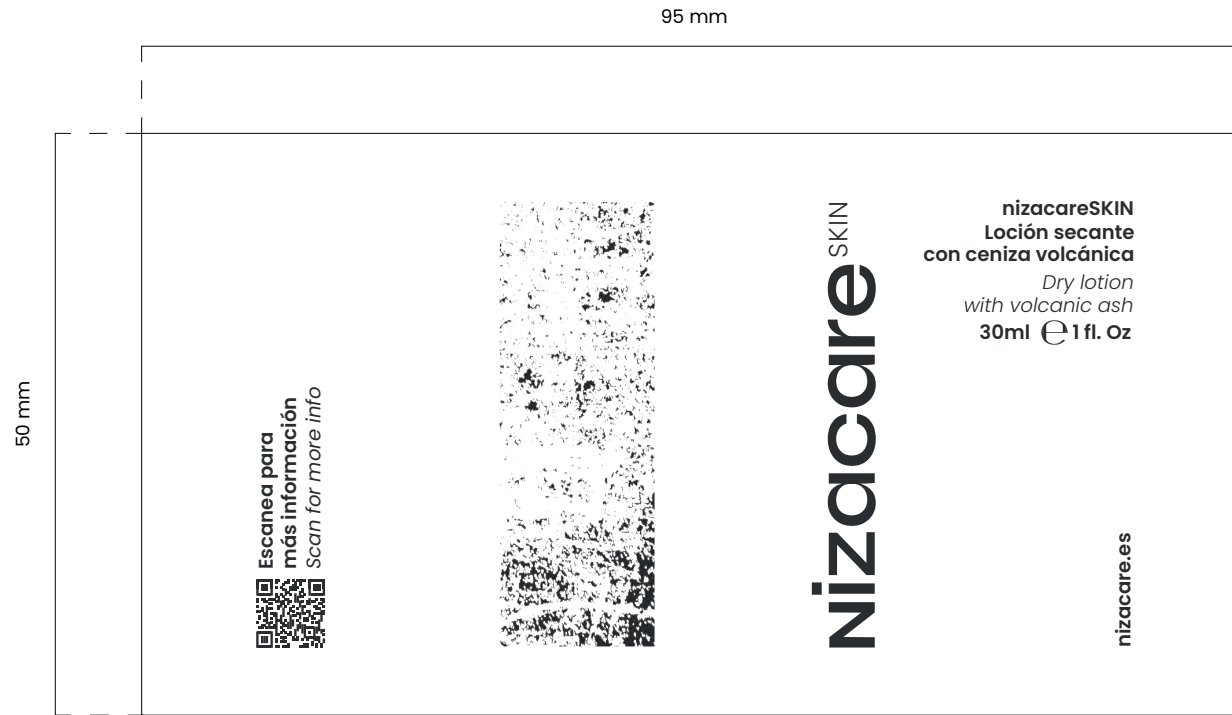 95 mm
50 mm
Escanea para
más información
Scan for more info
Nizacare SKIN
nizacareSKIN
Loción secante
con ceniza volcánica
Dry lotion
with volcanic ash
30ml ℮ 1 fl. Oz
nizacare.es